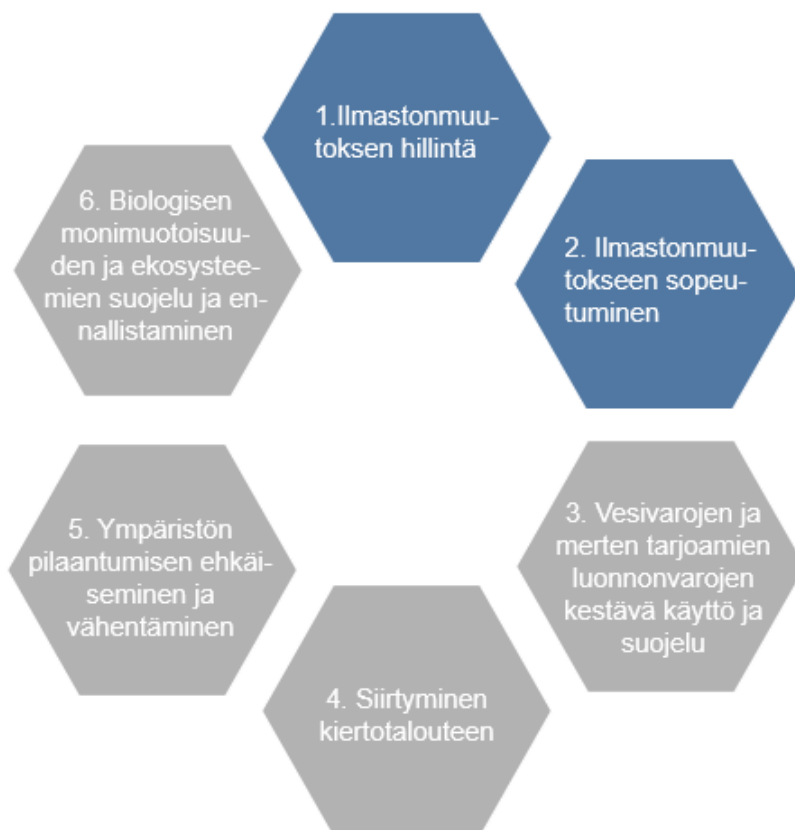 1.Ilmastonmuu-
toksen hillintä
2. Ilmastonmuu-
tokseen sopeu-
tuminen
3. Vesivarojen ja
merten tarjoamien
luonnonvarojen
kestävä käyttö ja
suojelu
4. Siirtyminen
kiertotalouteen
5. Ympäristön
pilaantumisen ehkäi-
seminen ja
vähentäminen
6. Biologisen
monimuotoisuu-
den ja ekosystee-
mien suojelu ja en-
nallistaminen